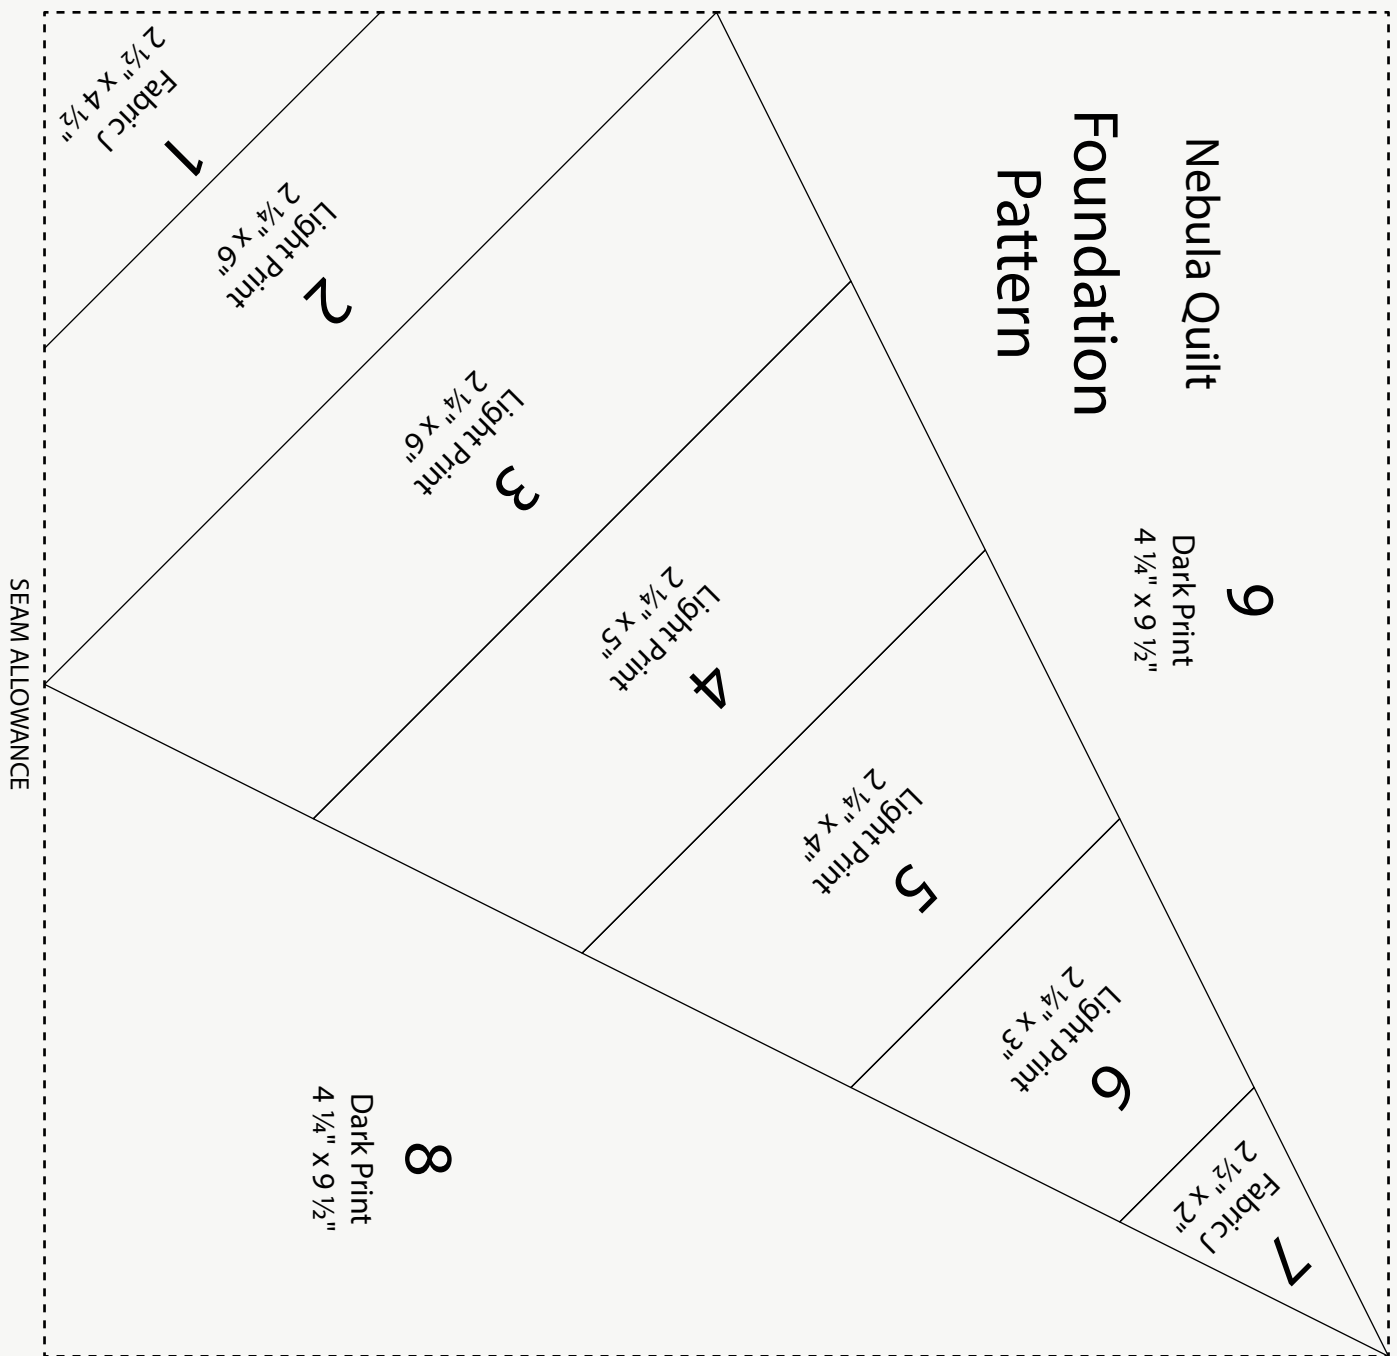 Nebula Quilt
Foundation
Pattern
1
Fabric J
2 ½" x 4 ½"
2
Light Print
2 ¼" x 6"
3
Light Print
2 ¼" x 6"
4
Light Print
2 ¼" x 5"
5
Light Print
2 ¼" x 4"
6
Light Print
2 ¼" x 3"
7
Fabric J
2 ½" x 2"
8
Dark Print
4 ¼" x 9 ½"
9
Dark Print
4 ¼" x 9 ½"
SEAM ALLOWANCE